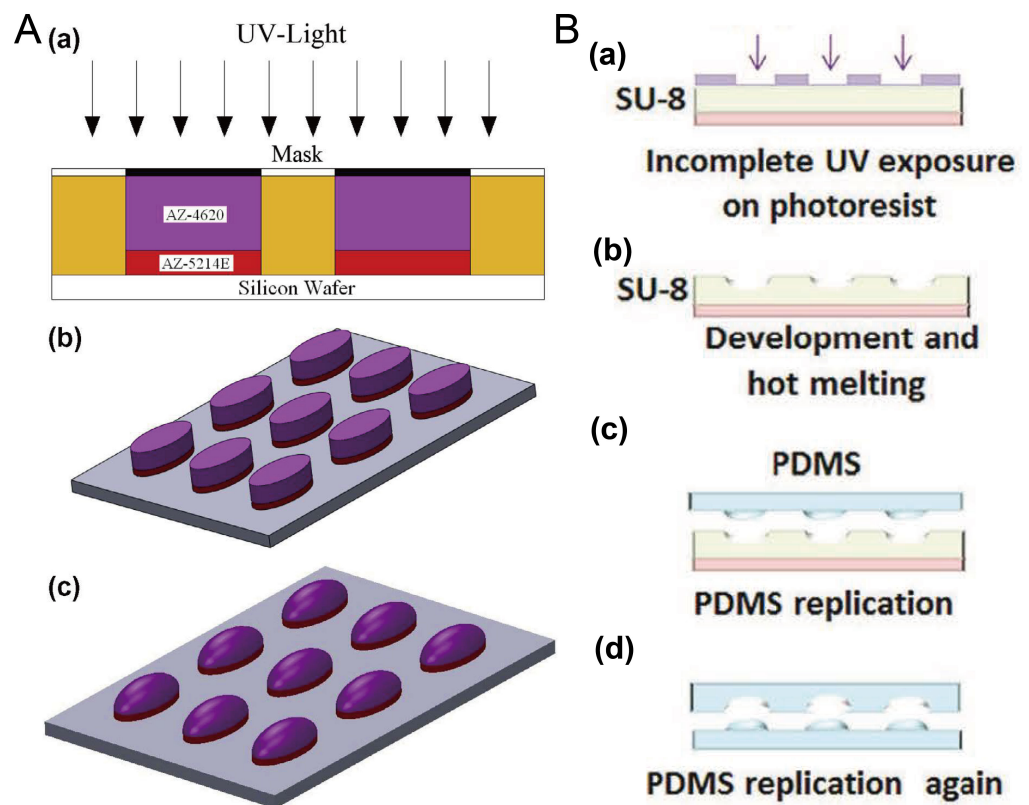 A
(a)
UV-Light
Mask
AZ-4620
AZ-5214E
Silicon Wafer
(b)
(c)
B
(a)
SU-8
Incomplete UV exposure
on photoresist
(b)
SU-8
Development and
hot melting
(c)
PDMS
PDMS replication
(d)
PDMS replication again